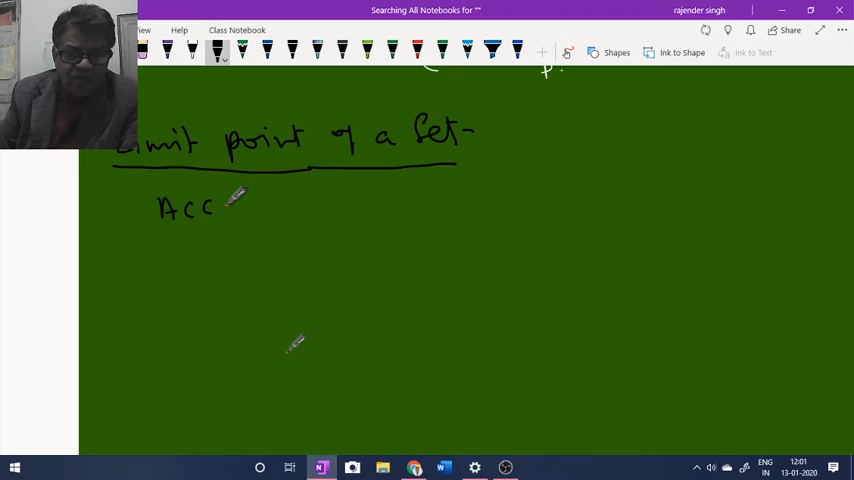 Searching All Notebooks for ""
rajender singh
View Help Class Notebook Share
Shapes Ink to Shape Ink to Text
p.
Limit point of a Set-
Acc
ENG
IN
12:01
13-01-2020